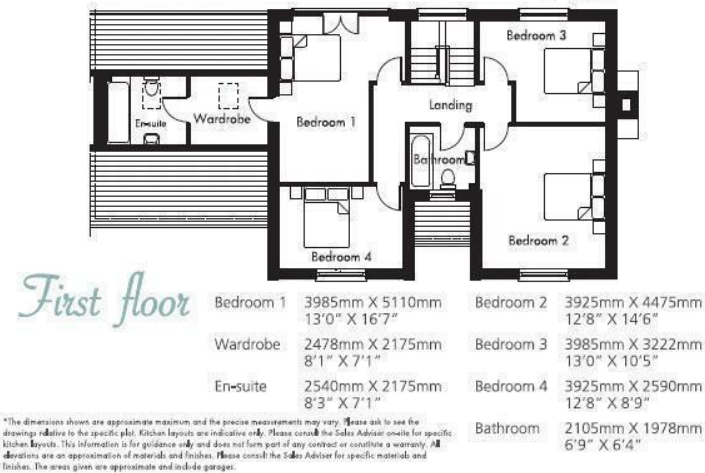 Bedroom 3
Landing
En-suite
Wardrobe
Bedroom 1
Bathroom
Bedroom 2
Bedroom 4
First floor
Bedroom 1 3985mm X 5110mm
13'0" X 16'7"
Wardrobe 2478mm X 2175mm
8'1" X 7'1"
En-suite 2540mm X 2175mm
8'3" X 7'1"
Bedroom 2 3925mm X 4475mm
12'8" X 14'6"
Bedroom 3 3985mm X 3222mm
13'0" X 10'5"
Bedroom 4 3925mm X 2590mm
12'8" X 8'9"
Bathroom 2105mm X 1978mm
6'9" X 6'4"
*The dimensions shown are approximate maximum and the precise measurements may vary. Please ask to see the
drawings relative to the specific plot. Kitchen layouts are indicative only. Please consult the Sales Adviser on-site for specific
kitchen layouts. This information is for guidance only and does not form part of any contract or constitute a warranty. All
elevations are an approximation of materials and finishes. Please consult the Sales Adviser for specific materials and
finishes. The areas given are approximate and include garages.